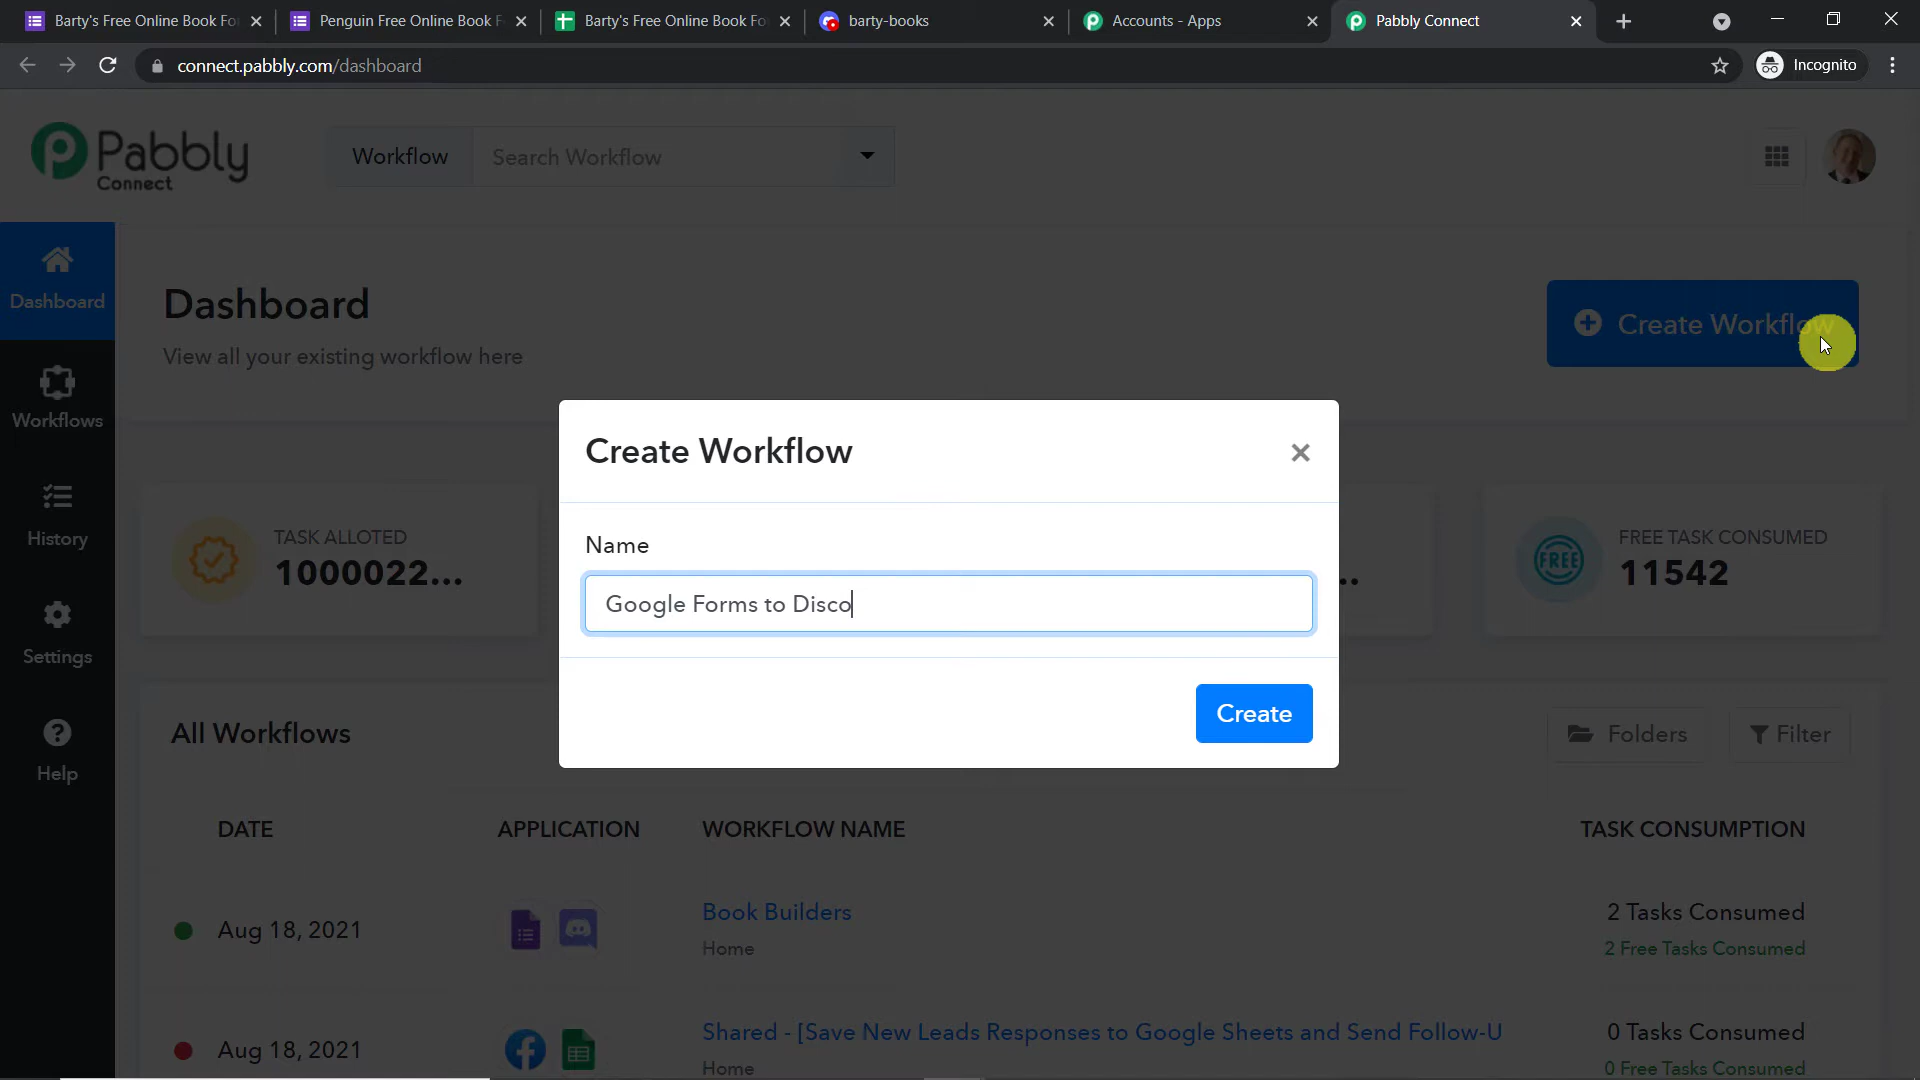 Barty's Free Online Book Fo
Penguin Free Online Book F
Barty's Free Online Book Fo
barty-books
Accounts - Apps
Pabbly Connect
connect.pabbly.com/dashboard
Incognito
Pabbly
Connect
Workflow
Search Workflow
Dashboard
View all your existing workflow here
Create Workflow
Dashboard
Workflows
History
Settings
Help
Create Workflow
Name
Google Forms to Disco
Create
TASK ALLOTED
1000022...
..
FREE
FREE TASK CONSUMED
11542
All Workflows
Folders
Filter
DATE
APPLICATION
WORKFLOW NAME
TASK CONSUMPTION
Aug 18, 2021
Book Builders
Home
2 Tasks Consumed
2 Free Tasks Consumed
Aug 18, 2021
Shared - [Save New Leads Responses to Google Sheets and Send Follow-U
Home
0 Tasks Consumed
0 Free Tasks Consumed